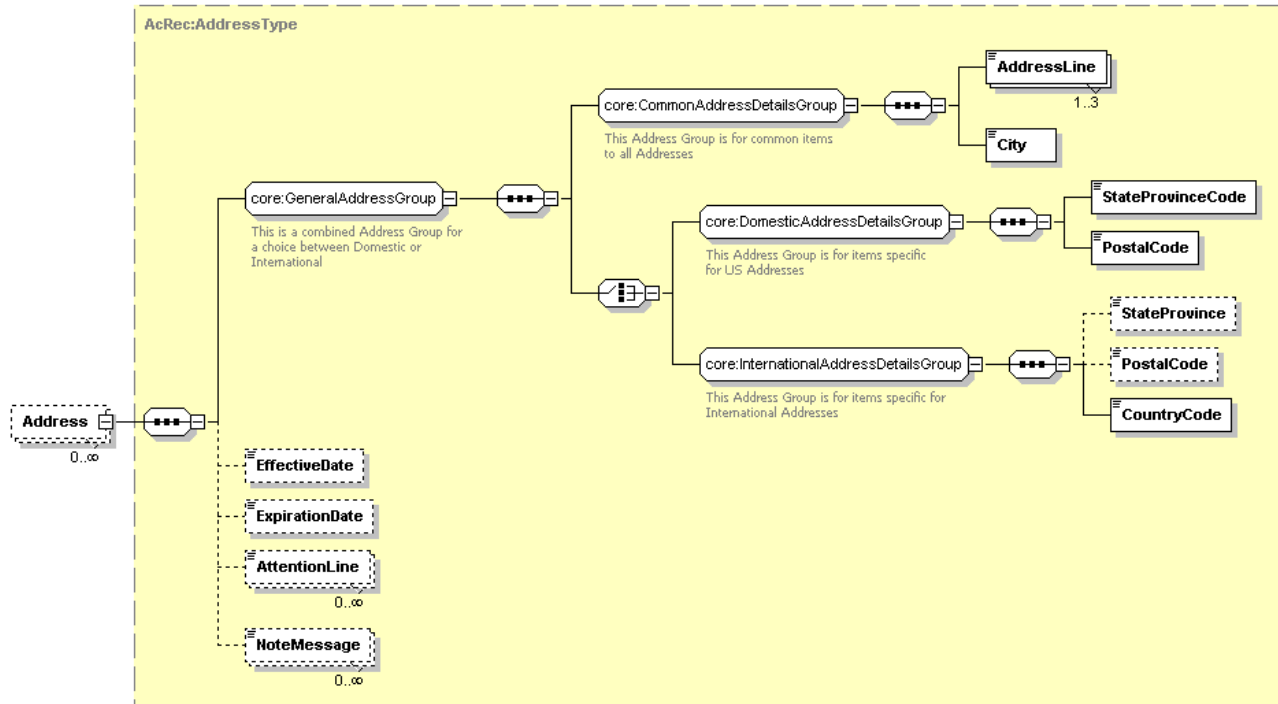 AcRec:AddressType
AddressLine
1..3
core:CommonAddressDetailsGroup
This Address Group is for common items
to all Addresses
City
StateProvinceCode
core:GeneralAddressGroup
This is a combined Address Group for
a choice between Domestic or
International
core:DomesticAddressDetailsGroup
This Address Group is for items specific
for US Addresses
PostalCode
StateProvince
core:InternationalAddressDetailsGroup
This Address Group is for items specific for
International Addresses
PostalCode
CountryCode
Address
0..∞
EffectiveDate
ExpirationDate
AttentionLine
0..∞
NoteMessage
0..∞